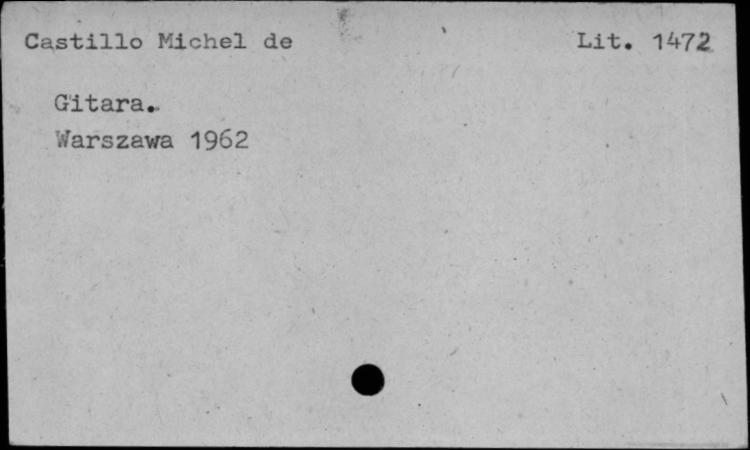 Castillo Michel de Lit. 1472
Gitara.
Warszawa 1962